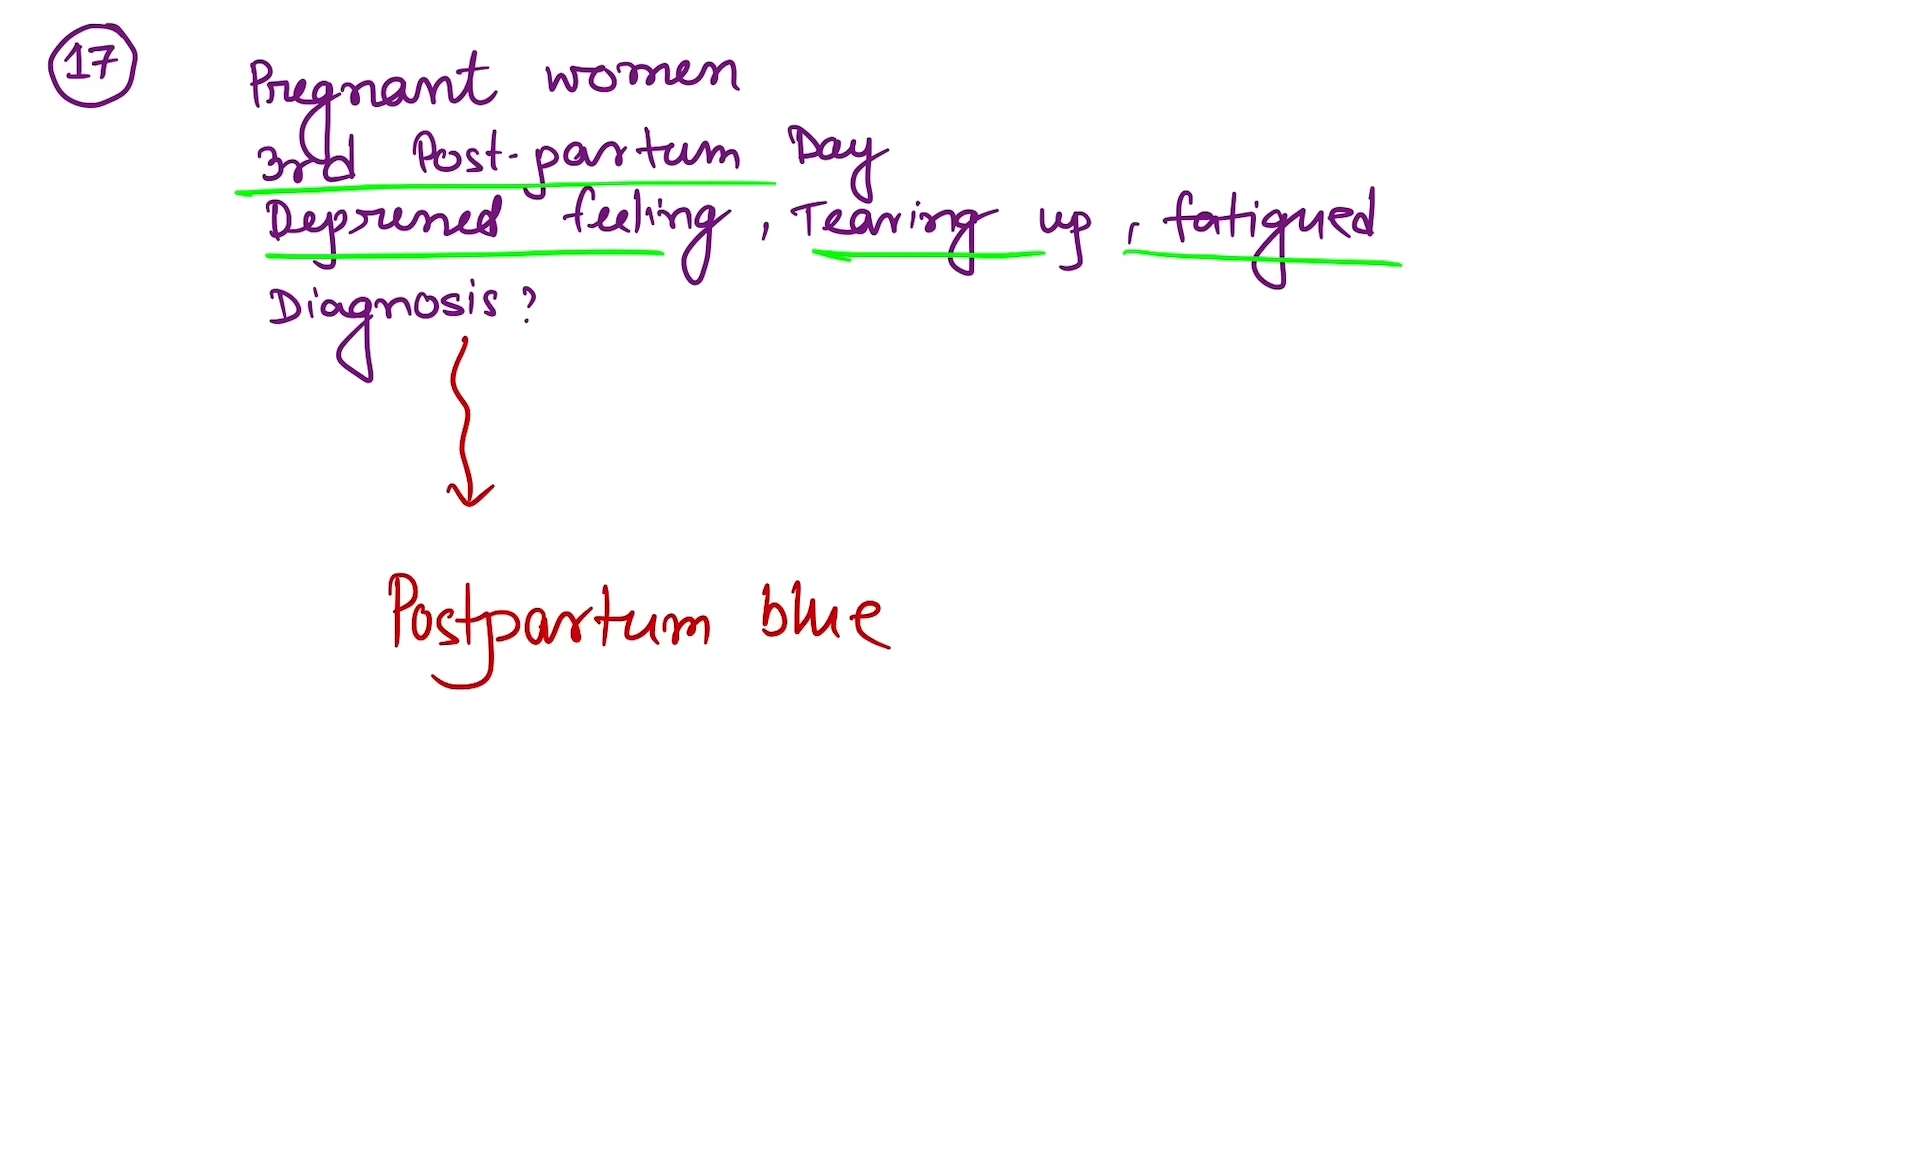 17
Pregnant women
3rd Post-partum Day
Depressed feeling, Tearing up, fatigued
Diagnosis?
Postpartum blue